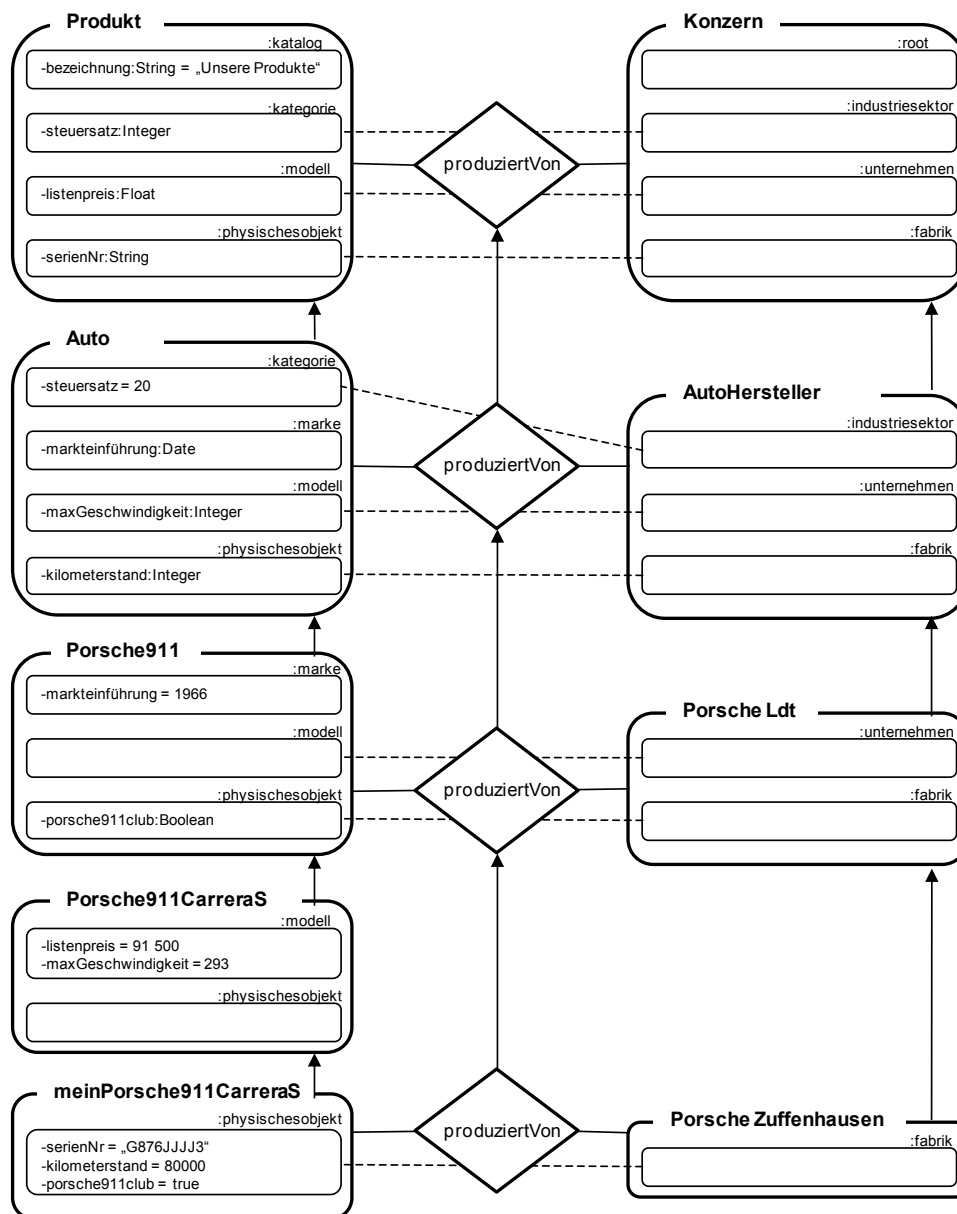 Produkt
:katalog
-bezeichnung:String = „Unsere Produkte“
:kategorie
-steuersatz:Integer
:modell
-listenpreis:Float
:physischesobjekt
-serienNr:String
produziertVon
Konzern
:root
:industriesektor
:unternehmen
:fabrik
Auto
:kategorie
-steuersatz = 20
:marke
-markteinführung:Date
:modell
-maxGeschwindigkeit:Integer
:physischesobjekt
-kilometerstand:Integer
produziertVon
AutoHersteller
:industriesektor
:unternehmen
:fabrik
Porsche911
:marke
-markteinführung = 1966
:modell
:physischesobjekt
-porsche911club:Boolean
produziertVon
Porsche Ldt
:unternehmen
:fabrik
Porsche911CarreraS
:modell
-listenpreis = 91 500
-maxGeschwindigkeit = 293
:physischesobjekt
meinPorsche911CarreraS
:physischesobjekt
-serienNr = „G876JJJJ3“
-kilometerstand = 80000
-porsche911club = true
produziertVon
Porsche Zuffenhausen
:fabrik